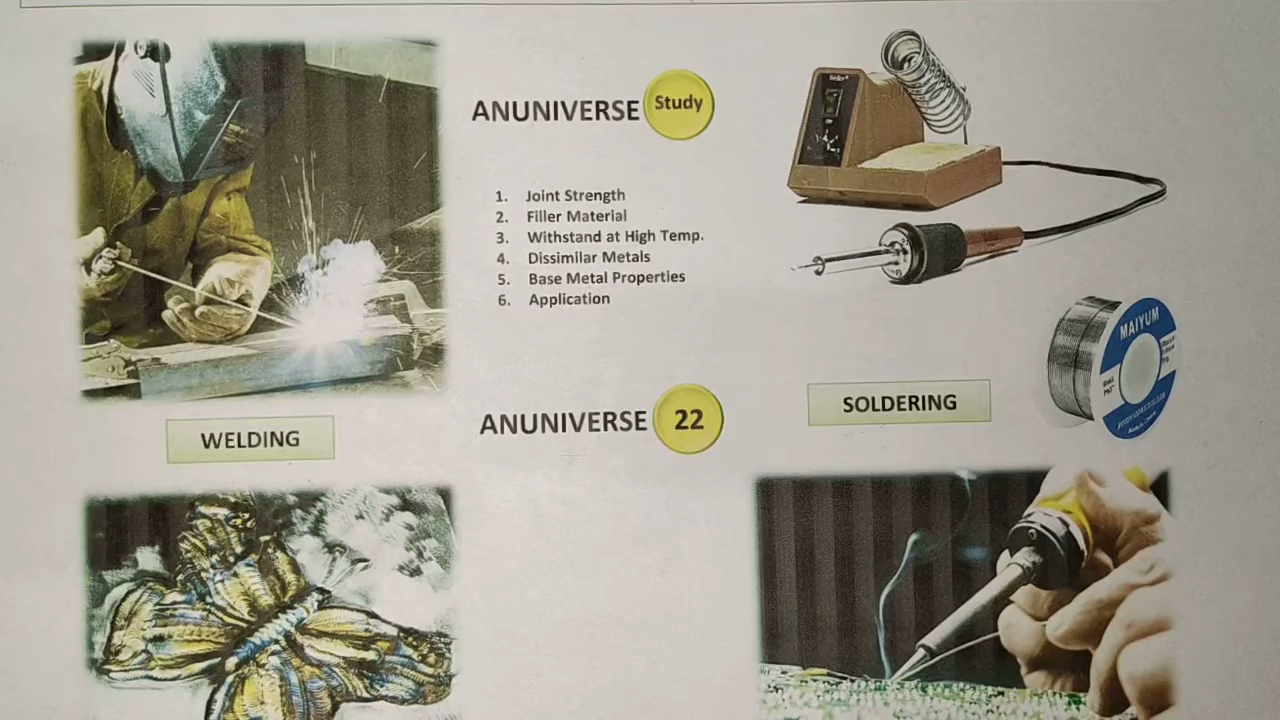 ANUNIVERSE Study
1. Joint Strength
2. Filler Material
3. Withstand at High Temp.
4. Dissimilar Metals
5. Base Metal Properties
6. Application
MAIYUM
SOLDERING
ANUNIVERSE 22
WELDING